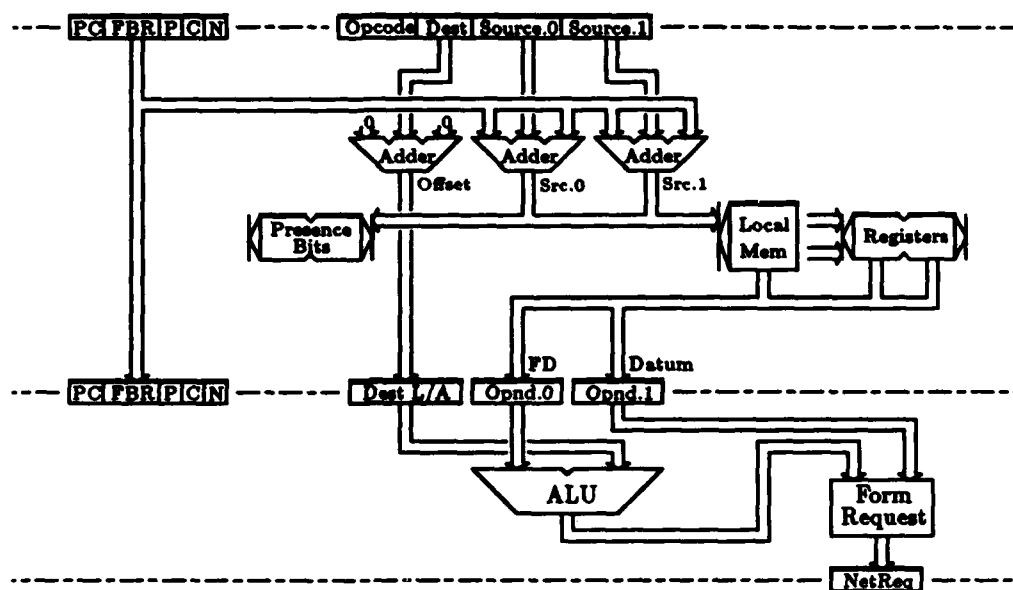 PC FBR P C N Opcode Dest Source.0 Source.1
0 0
Adder Adder Adder
Offset Src.0 Src.1
Presence
Bits
Local
Mem
Registers
FD Datum
PC FBR P C N Dest L/A Opnd.0 Opnd.1
ALU
Form
Request
NetReq